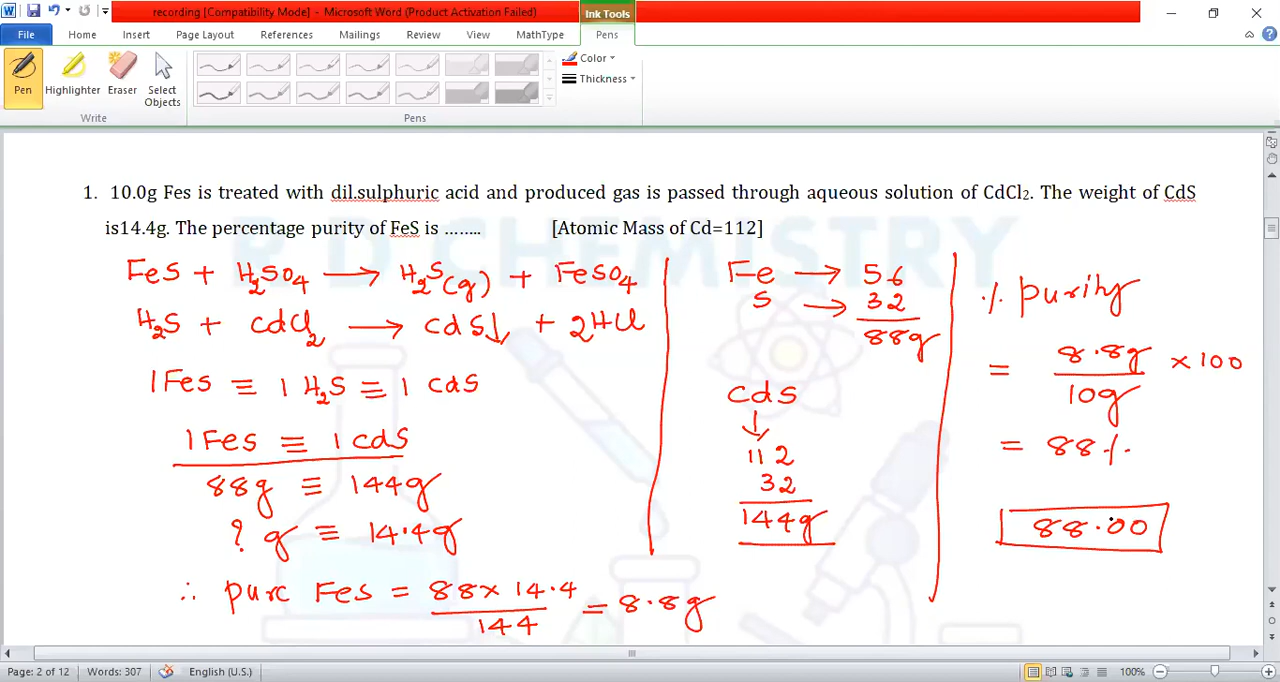 recording [Compatibility Mode] - Microsoft Word (Product Activation Failed)
Ink Tools
File Home Insert Page Layout References Mailings Review View MathType Pens
Pen Highlighter Eraser Select Objects
Color
Thickness
Write Pens
R D CHEMISTRY
1. 10.0g Fes is treated with dil.sulphuric acid and produced gas is passed through aqueous solution of CdCl₂. The weight of CdS
is14.4g. The percentage purity of FeS is …….. [Atomic Mass of Cd=112]
FeS + H₂SO₄ → H₂S(g) + FeSO₄
H₂S + CdCl₂ → CdS↓ + 2HCl
1FeS ≡ 1 H₂S ≡ 1 CdS
1FeS ≡ 1 CdS
88g ≡ 144g
? g ≡ 14.4g
∴ pure FeS = 88 x 14.4 / 144 = 8.8g
Fe → 56
S → 32
88g
CdS
↓
112
32
144g
% purity
= 8.8g / 10g x 100
= 88%.
88.00
Page: 2 of 12 Words: 307 English (U.S.) 100%